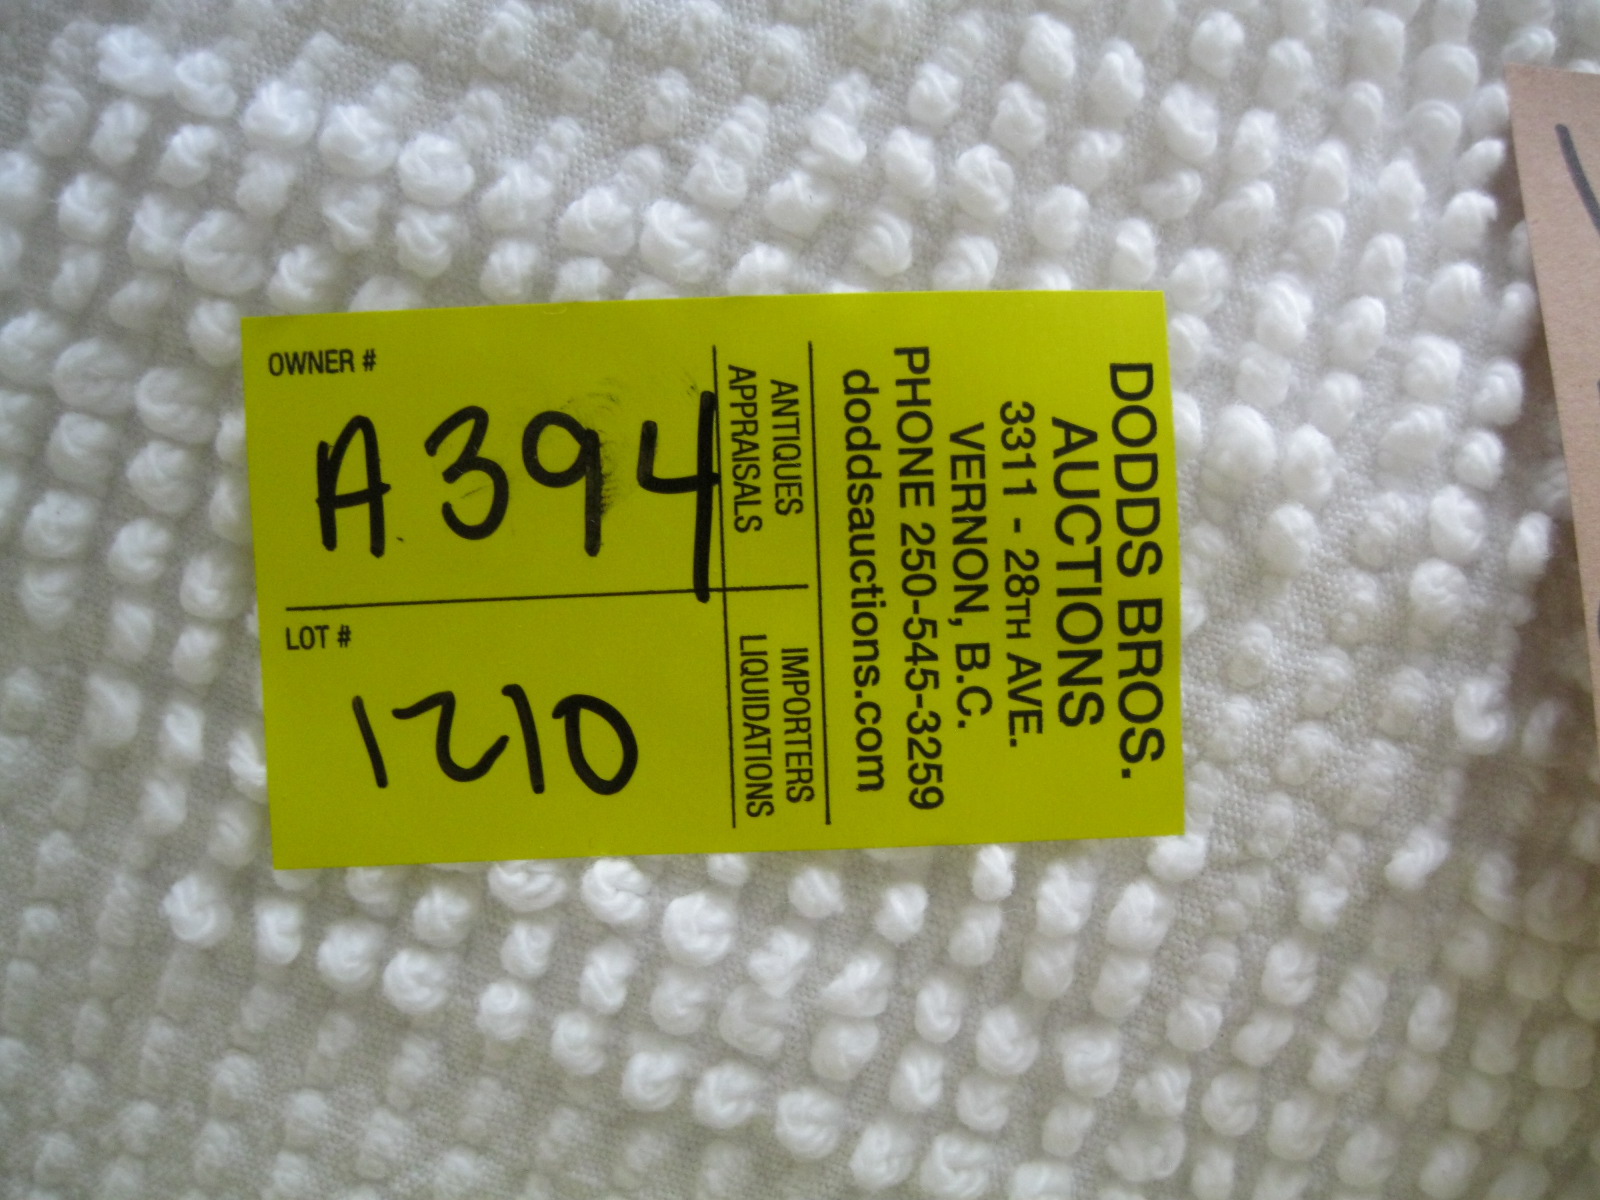 DODDS BROS.
AUCTIONS
3311 - 28TH AVE.
VERNON, B.C.
PHONE 250-545-3259
doddsauctions.com
ANTIQUES
APPRAISALS
IMPORTERS
LIQUIDATIONS
OWNER #
A394
LOT #
1210